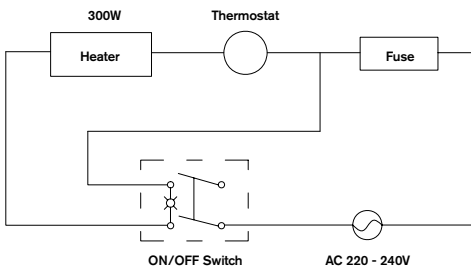 300W
Thermostat
Heater
Fuse
ON/OFF Switch
AC 220 - 240V